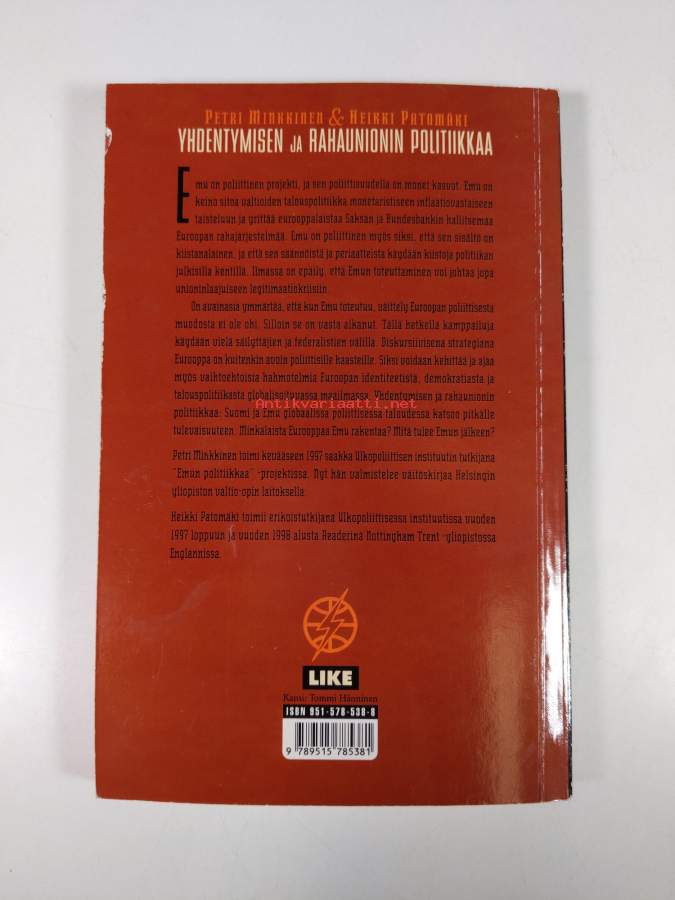 PETRI MINKKINEN & HEIKKI PATOMÄKI
YHDENTYMISEN JA RAHAUNIONIN POLITIIKKAA
Emu on poliittinen projekti, ja sen poliittisuudella on monet kasvot. Emu on
keino sitoa valtioiden talouspolitiikka monetaristiseen inflaationvastaiseen
taisteluun ja yrittää eurooppalaistaa Saksan ja Bundesbankin hallitsemaa
Euroopan rahajärjestelmää. Emu on poliittinen myös siksi, että sen sisältö on
kiistanalainen, ja että sen säännöistä ja periaatteista käydään kiistoja politiikan
julkisilla kentillä. Ilmassa on epäily, että Emun toteuttaminen voi johtaa jopa
unioninlaajuiseen legitimaatiokriisiin.
On avainasia ymmärtää, että kun Emu toteutuu, väittely Euroopan poliittisesta
muodosta ei ole ohi. Silloin se on vasta alkanut. Tällä hetkellä kamppailuja
käydään vielä säilyttäjien ja federalistien välillä. Diskursiivisena strategiana
Eurooppa on kuitenkin avoin poliittisille haasteille. Siksi voidaan kehittää ja ajaa
myös vaihtoehtoisia hahmotelmia Euroopan identiteetistä, demokratiasta ja
talouspolitiikasta globalisoituvassa maailmassa. Yhdentymisen ja rahaunionin
Antikvariaatti.net
politiikkaa: Suomi ja Emu globaalissa poliittisessa taloudessa katsoo pitkälle
tulevaisuuteen. Minkälaista Eurooppaa Emu rakentaa? Mitä tulee Emun jälkeen?
Petri Minkkinen toimi kevääseen 1997 saakka Ulkopoliittisen instituutin tutkijana
"Emun politiikkaa" -projektissa. Nyt hän valmistelee väitöskirjaa Helsingin
yliopiston valtio-opin laitoksella.
Heikki Patomäki toimii erikoistutkijana Ulkopoliittisessa instituutissa vuoden
1997 loppuun ja vuoden 1998 alusta Readerinä Nottingham Trent -yliopistossa
Englannissa.
LIKE
Kansi: Tommi Hänninen
ISBN 951-578-538-8
9 789515 785381